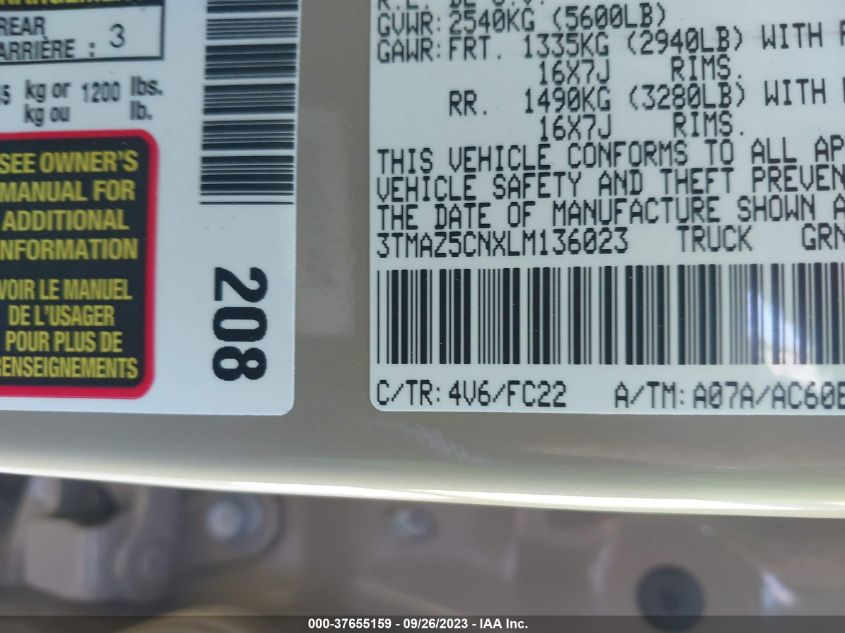 REAR
ARRIÈRE : 3
kg or 1200 lbs.
kg ou lb.
SEE OWNER'S
MANUAL FOR
ADDITIONAL
INFORMATION
VOIR LE MANUEL
DE L'USAGER
POUR PLUS DE
RENSEIGNEMENTS
208
GVWR: 2540KG (5600LB)
GAWR: FRT. 1335KG (2940LB) WITH
16X7J RIMS.
RR. 1490KG (3280LB) WITH
16X7J RIMS.
THIS VEHICLE CONFORMS TO ALL AP
VEHICLE SAFETY AND THEFT PREVEN
THE DATE OF MANUFACTURE SHOWN A
3TMAZ5CNXLM136023 TRUCK GRN
C/TR: 4V6/FC22 A/TM: A07A/AC60E
000-37655159 - 09/26/2023 - IAA Inc.